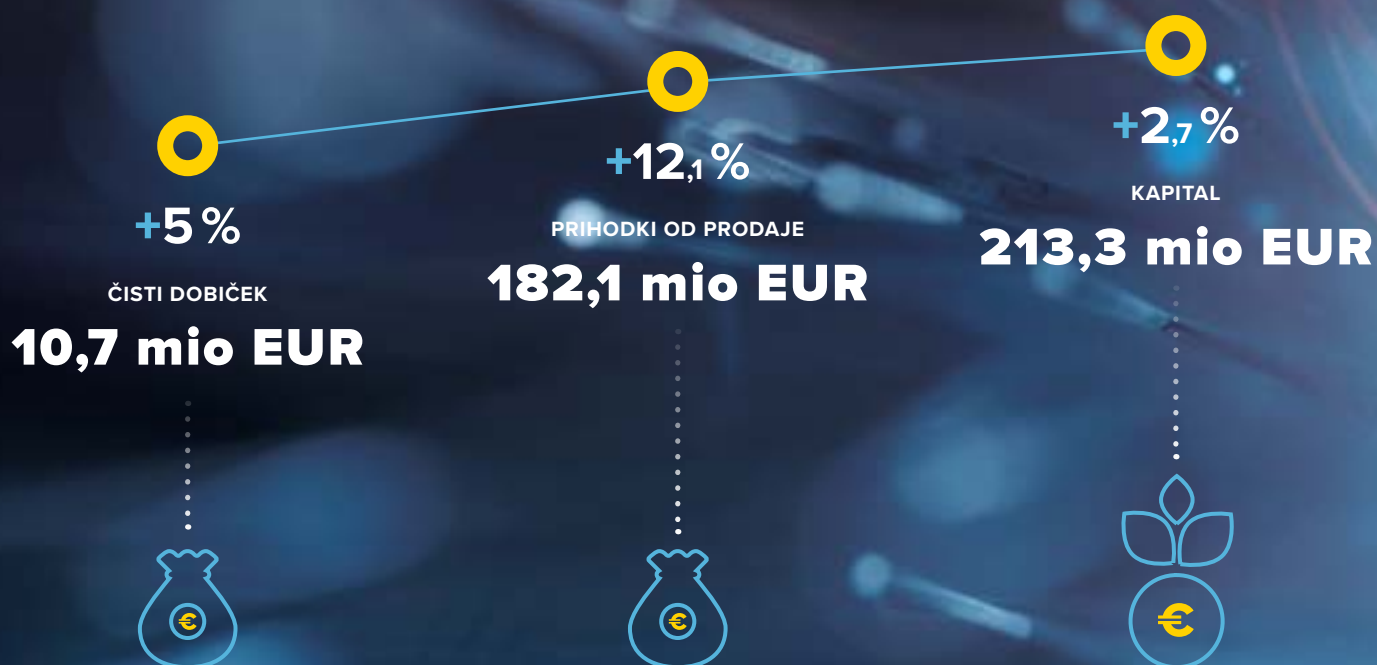 +5 %
ČISTI DOBIČEK
10,7 mio EUR
€
+12,1 %
PRIHODKI OD PRODAJE
182,1 mio EUR
€
+2,7 %
KAPITAL
213,3 mio EUR
€